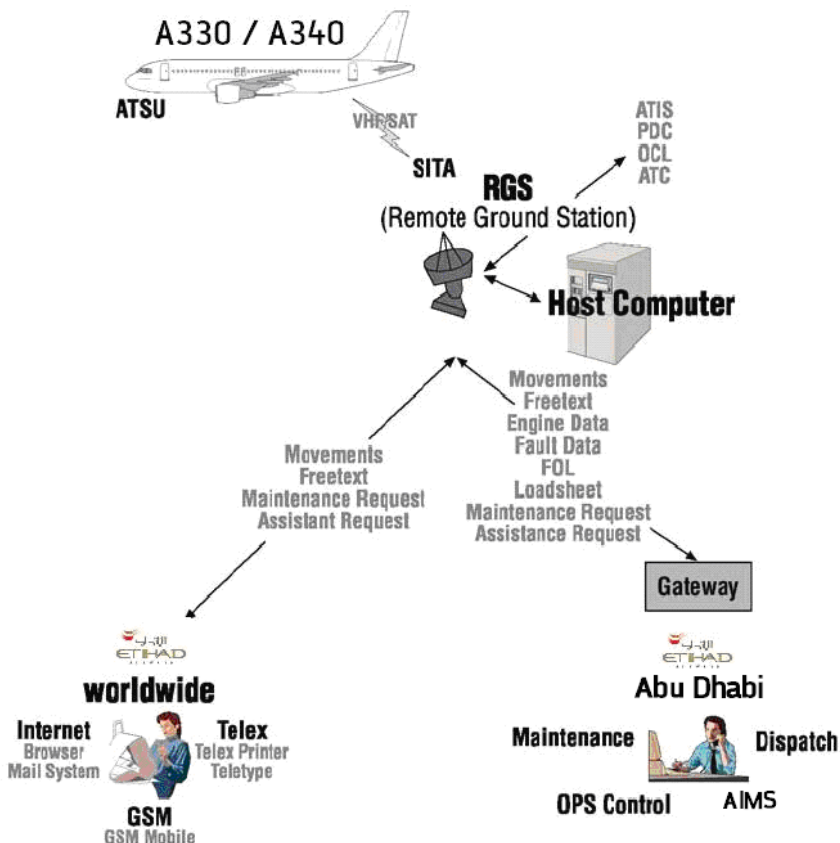 A330 / A340
ATSU
VHF/SAT
SITA
ATIS
PDC
OCL
ATC
RGS
(Remote Ground Station)
Host Computer
Movements
Freetext
Engine Data
Fault Data
FOL
Loadsheet
Maintenance Request
Assistance Request
Movements
Freetext
Maintenance Request
Assistant Request
Gateway
ETIHAD
worldwide
Internet
Browser
Mail System
Telex
Telex Printer
Teletype
GSM
GSM Mobile
ETIHAD
Abu Dhabi
Maintenance
Dispatch
OPS Control
AIMS